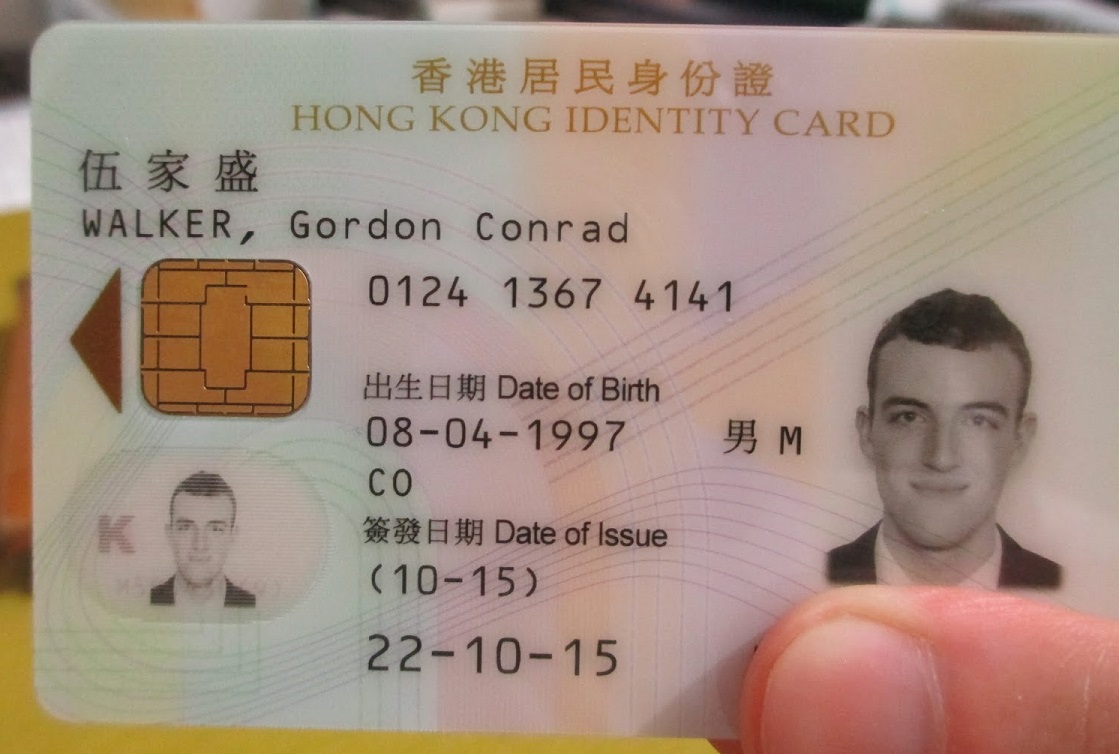 香港居民身份證
HONG KONG IDENTITY CARD
伍家盛
WALKER, Gordon Conrad
0124 1367 4141
出生日期 Date of Birth
08-04-1997 男 M
CO
簽發日期 Date of Issue
(10-15)
22-10-15
K